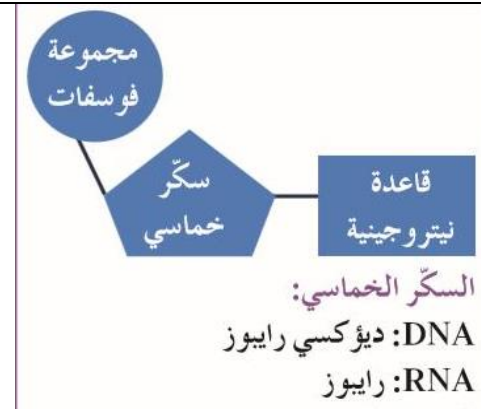 مجموعة
فوسفات
سكّر
خماسي
قاعدة
نيتروجينية
السكّر الخماسي:
DNA: ديؤكسي رايبوز
RNA: رايبوز